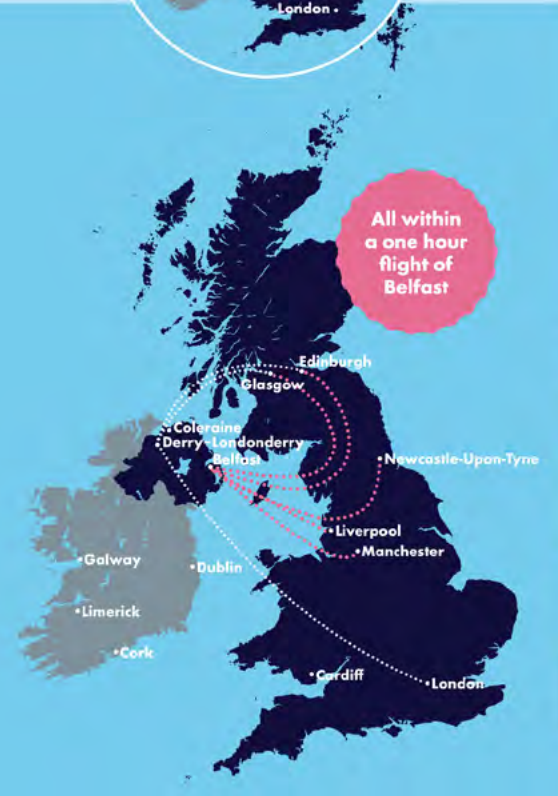 London
All within
a one hour
flight of
Belfast
Edinburgh
Glasgow
Coleraine
Derry-Londonderry
Belfast
Newcastle-Upon-Tyne
Liverpool
Manchester
Galway
Dublin
Limerick
Cork
Cardiff
London